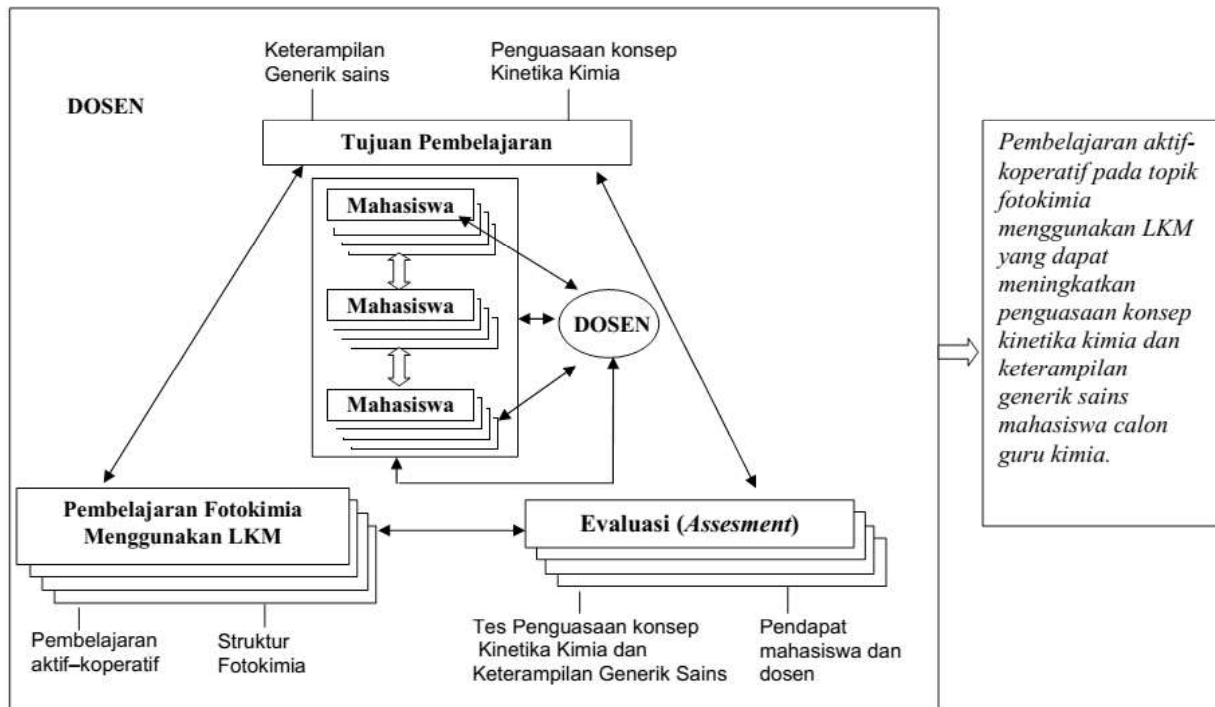 Keterampilan
Generik sains
Penguasaan konsep
Kinetika Kimia
DOSEN
Tujuan Pembelajaran
Mahasiswa
Mahasiswa
DOSEN
Mahasiswa
Pembelajaran Fotokimia
Menggunakan LKM
Evaluasi (Assesment)
Pembelajaran
aktif–koperatif
Struktur
Fotokimia
Tes Penguasaan konsep
Kinetika Kimia dan
Keterampilan Generik Sains
Pendapat
mahasiswa dan
dosen
Pembelajaran aktif-
koperatif pada topik
fotokimia
menggunakan LKM
yang dapat
meningkatkan
penguasaan konsep
kinetika kimia dan
keterampilan
generik sains
mahasiswa calon
guru kimia.